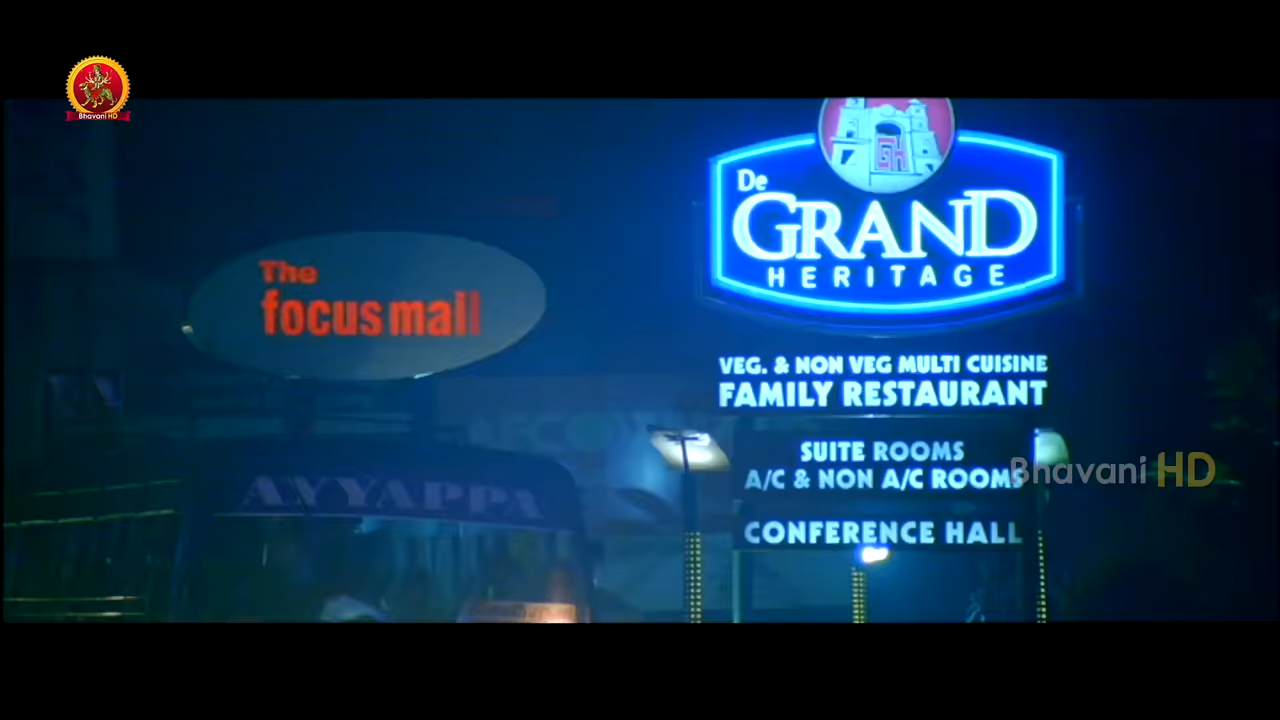 Bhavani HD
De
GRAND
HERITAGE
The
focus mall
VEG. & NON VEG MULTI CUISINE
FAMILY RESTAURANT
SUITE ROOMS
A/C & NON A/C ROOMS
Bhavani HD
AYYAPPA
CONFERENCE HALL